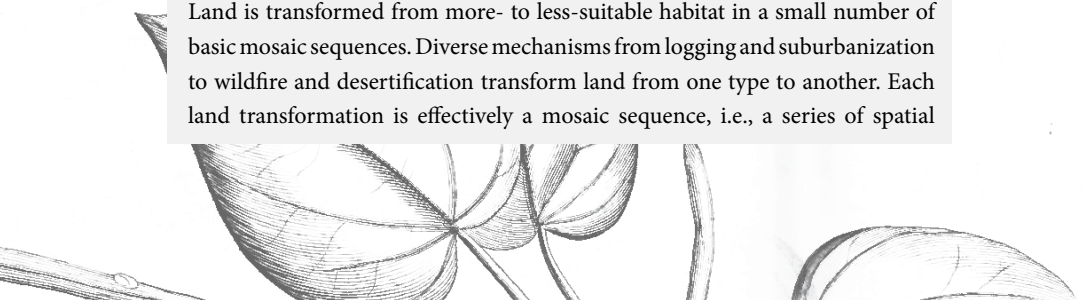 Land is transformed from more- to less-suitable habitat in a small number of
basic mosaic sequences. Diverse mechanisms from logging and suburbanization
to wildfire and desertification transform land from one type to another. Each
land transformation is effectively a mosaic sequence, i.e., a series of spatial